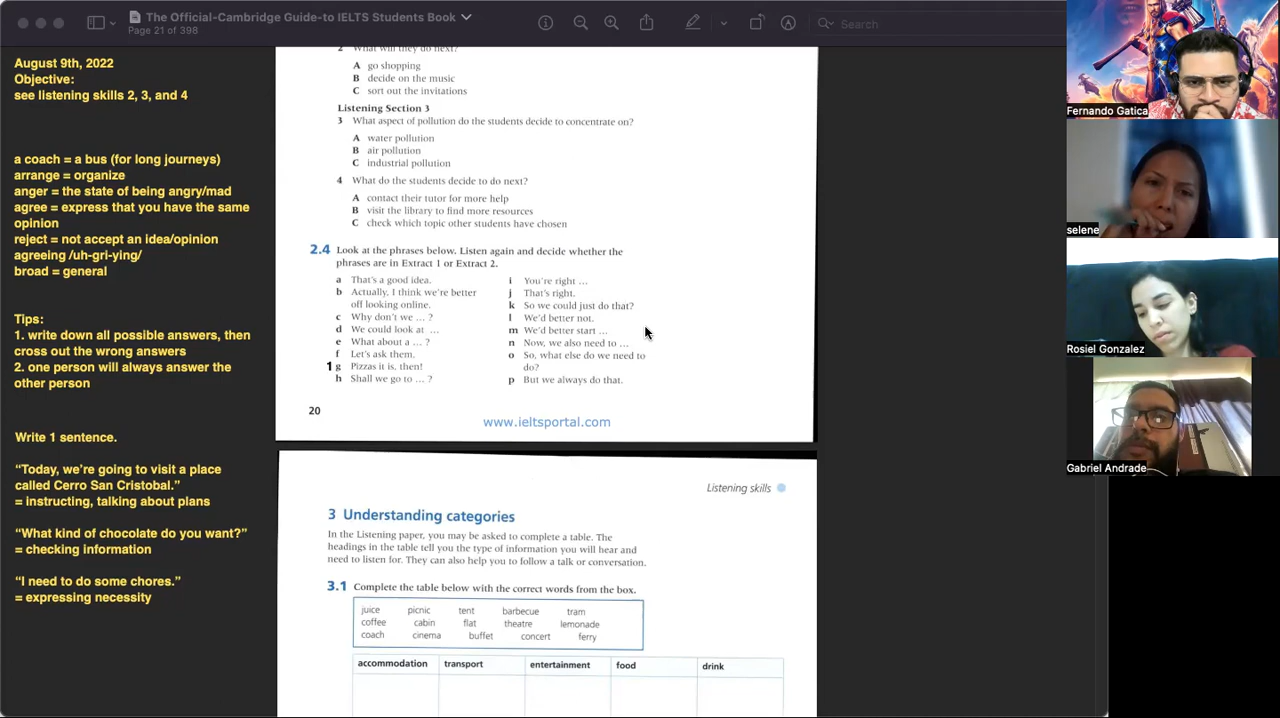 The Official-Cambridge Guide-to IELTS Students Book
Page 21 of 398
Search
August 9th, 2022
Objective:
see listening skills 2, 3, and 4
a coach = a bus (for long journeys)
arrange = organize
anger = the state of being angry/mad
agree = express that you have the same
opinion
reject = not accept an idea/opinion
agreeing /uh-gri-ying/
broad = general
Tips:
1. write down all possible answers, then
cross out the wrong answers
2. one person will always answer the
other person
Write 1 sentence.
“Today, we’re going to visit a place
called Cerro San Cristobal.”
= instructing, talking about plans
“What kind of chocolate do you want?”
= checking information
“I need to do some chores.”
= expressing necessity
2 What will they do next?
A go shopping
B decide on the music
C sort out the invitations
Listening Section 3
3 What aspect of pollution do the students decide to concentrate on?
A water pollution
B air pollution
C industrial pollution
4 What do the students decide to do next?
A contact their tutor for more help
B visit the library to find more resources
C check which topic other students have chosen
2.4 Look at the phrases below. Listen again and decide whether the
phrases are in Extract 1 or Extract 2.
a That's a good idea.
b Actually, I think we're better
off looking online.
c Why don't we ... ?
d We could look at ...
e What about a ... ?
f Let's ask them.
1 g Pizzas it is, then!
h Shall we go to ... ?
i You're right ...
j That's right.
k So we could just do that?
l We'd better not.
m We'd better start ...
n Now, we also need to ...
o So, what else do we need to
do?
p But we always do that.
20
www.ieltsportal.com
Listening skills
3 Understanding categories
In the Listening paper, you may be asked to complete a table. The
headings in the table tell you the type of information you will hear and
need to listen for. They can also help you to follow a talk or conversation.
3.1 Complete the table below with the correct words from the box.
juice picnic tent barbecue tram
coffee cabin flat theatre lemonade
coach cinema buffet concert ferry
accommodation transport entertainment food drink
Fernando Gatica
selene
Rosiel Gonzalez
Gabriel Andrade